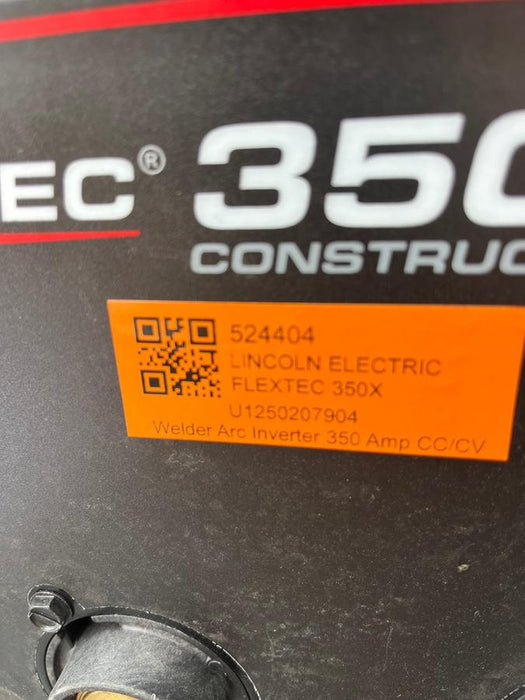 EC® 350
CONSTRUC
524404
LINCOLN ELECTRIC
FLEXTEC 350X
U1250207904
Welder Arc Inverter 350 Amp CC/CV